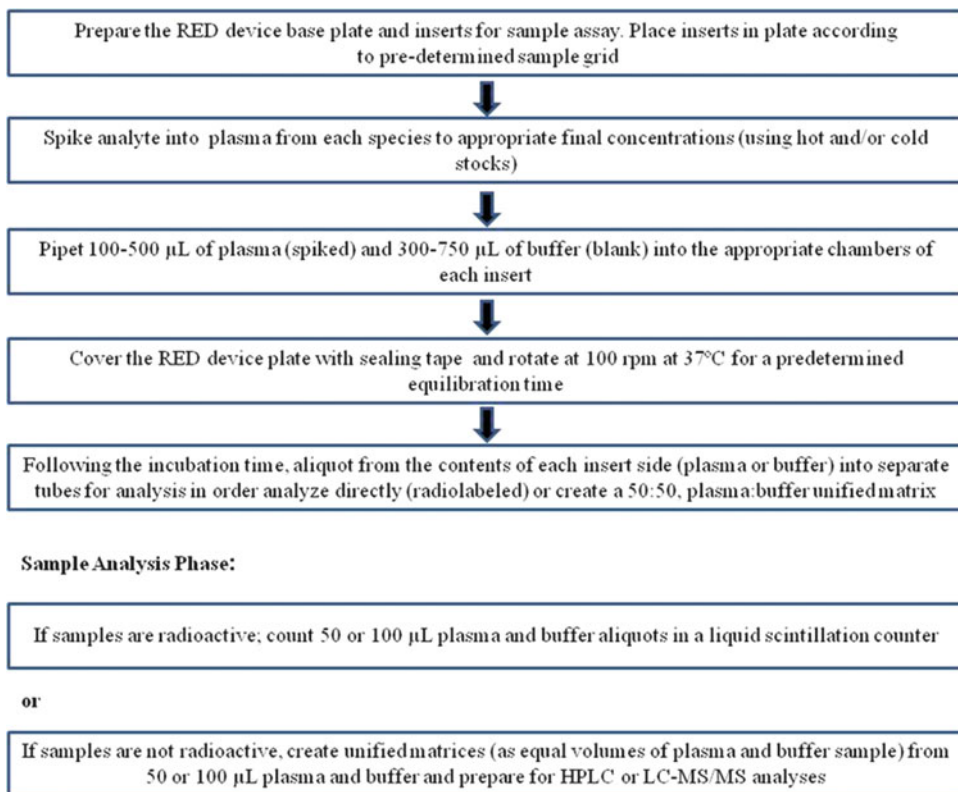 Prepare the RED device base plate and inserts for sample assay. Place inserts in plate according
to pre-determined sample grid
Spike analyte into plasma from each species to appropriate final concentrations (using hot and/or cold
stocks)
Pipet 100-500 µL of plasma (spiked) and 300-750 µL of buffer (blank) into the appropriate chambers of
each insert
Cover the RED device plate with sealing tape and rotate at 100 rpm at 37°C for a predetermined
equilibration time
Following the incubation time, aliquot from the contents of each insert side (plasma or buffer) into separate
tubes for analysis in order analyze directly (radiolabeled) or create a 50:50, plasma:buffer unified matrix
Sample Analysis Phase:
If samples are radioactive; count 50 or 100 µL plasma and buffer aliquots in a liquid scintillation counter
or
If samples are not radioactive, create unified matrices (as equal volumes of plasma and buffer sample) from
50 or 100 µL plasma and buffer and prepare for HPLC or LC-MS/MS analyses